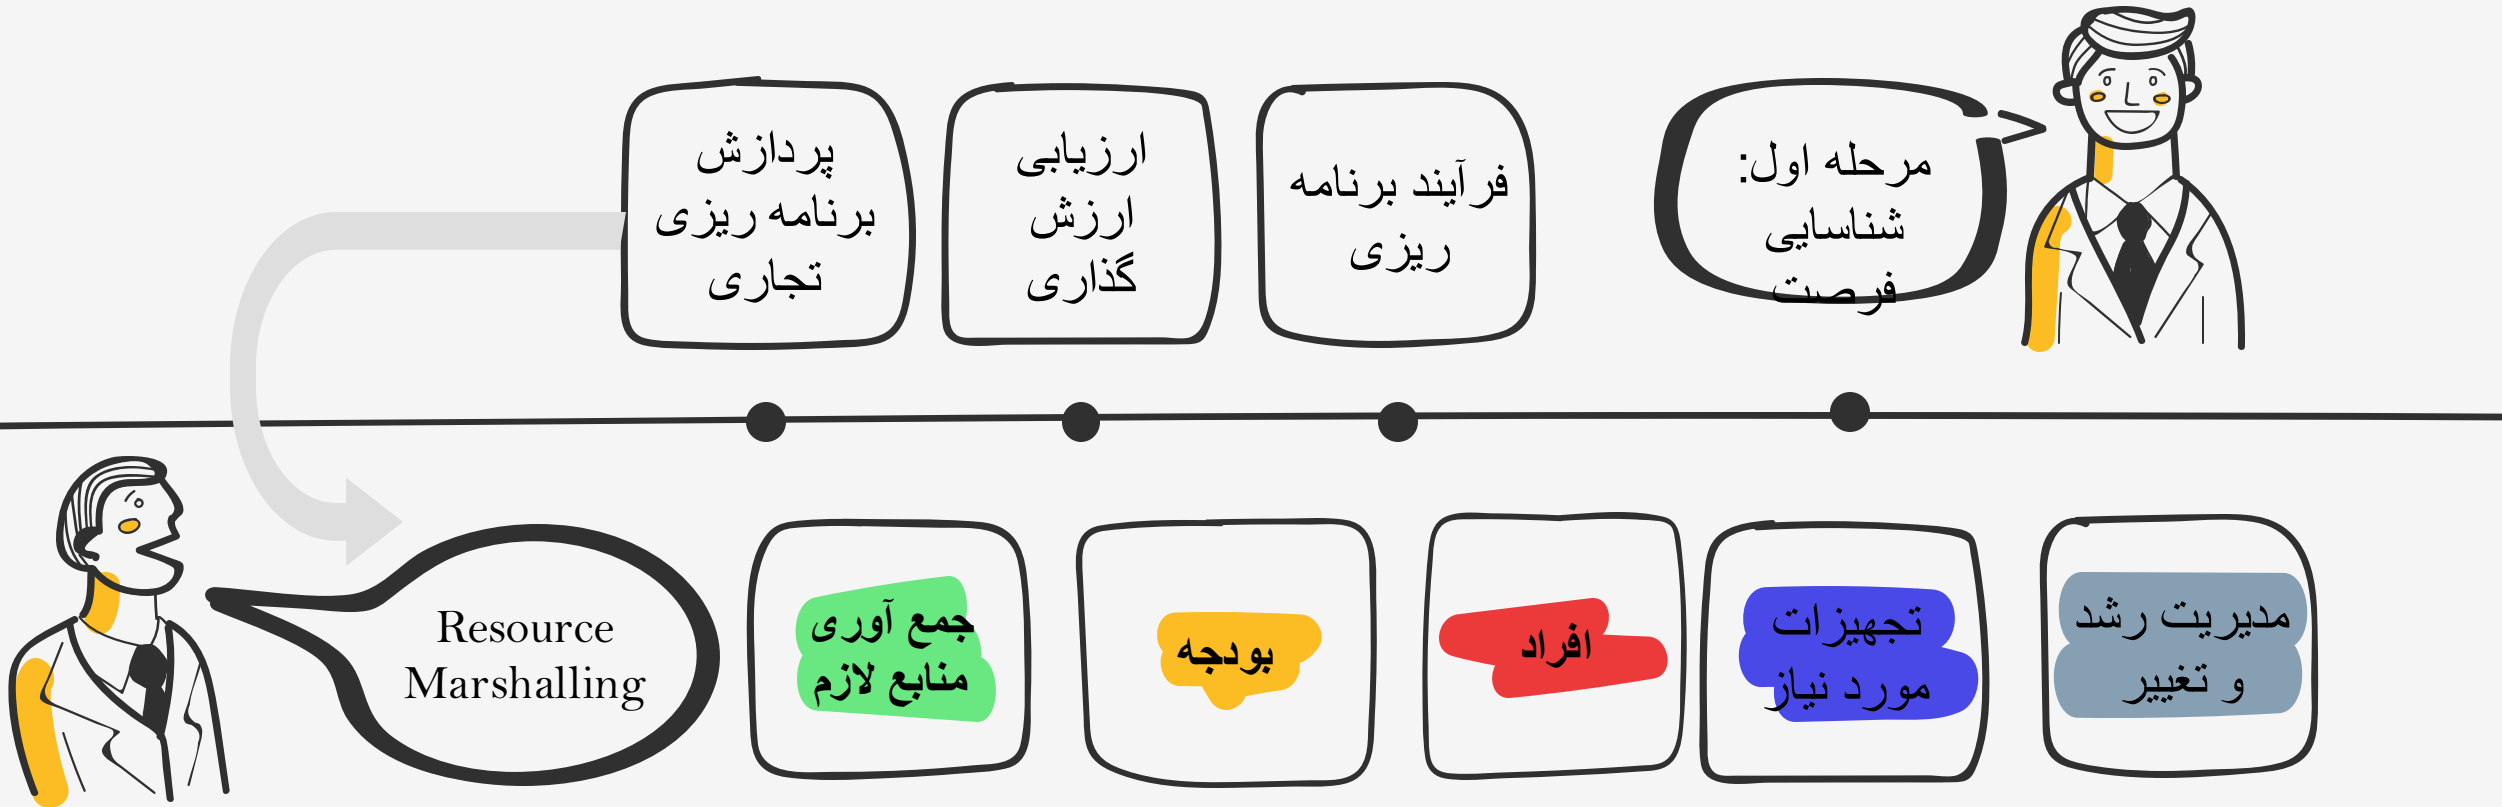 مرحله اول:
شناسایی
فرصت
فرآیند برنامه
ریزی
ارزیابی
ارزش
گذاری
پردازش
برنامه ریزی
تجاری
Resource
Marshalling
جمع آوری
منابع لازم
بودجه
افراد
تجهیزات
مورد نیاز
مدیریت رشد
و تغییر